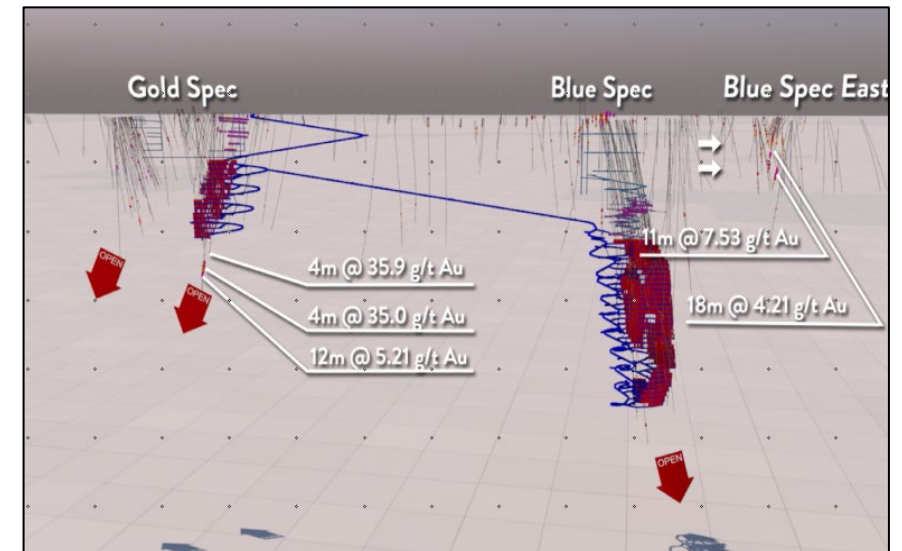 Gold Spec
Blue Spec
Blue Spec East
11m @ 7.53 g/t Au
4m @ 35.9 g/t Au
18m @ 4.21 g/t Au
4m @ 35.0 g/t Au
12m @ 5.21 g/t Au
OPEN
OPEN
OPEN